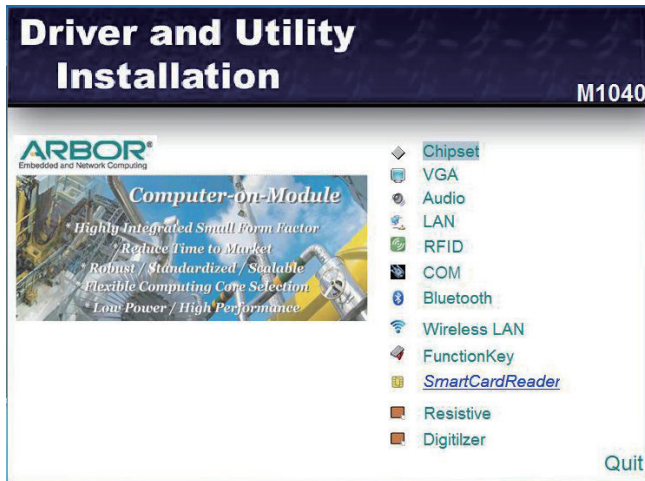 Driver and Utility
Installation
M1040
ARBOR®
Embedded and Network Computing
Computer-on-Module
* Highly Integrated Small Form Factor
* Reduce Time to Market
* Robust / Standardized / Scalable
* Flexible Computing Core Selection
Low Power / High Performance
Chipset
VGA
Audio
LAN
RFID
COM
Bluetooth
Wireless LAN
FunctionKey
SmartCardReader
Resistive
Digitilzer
Quit